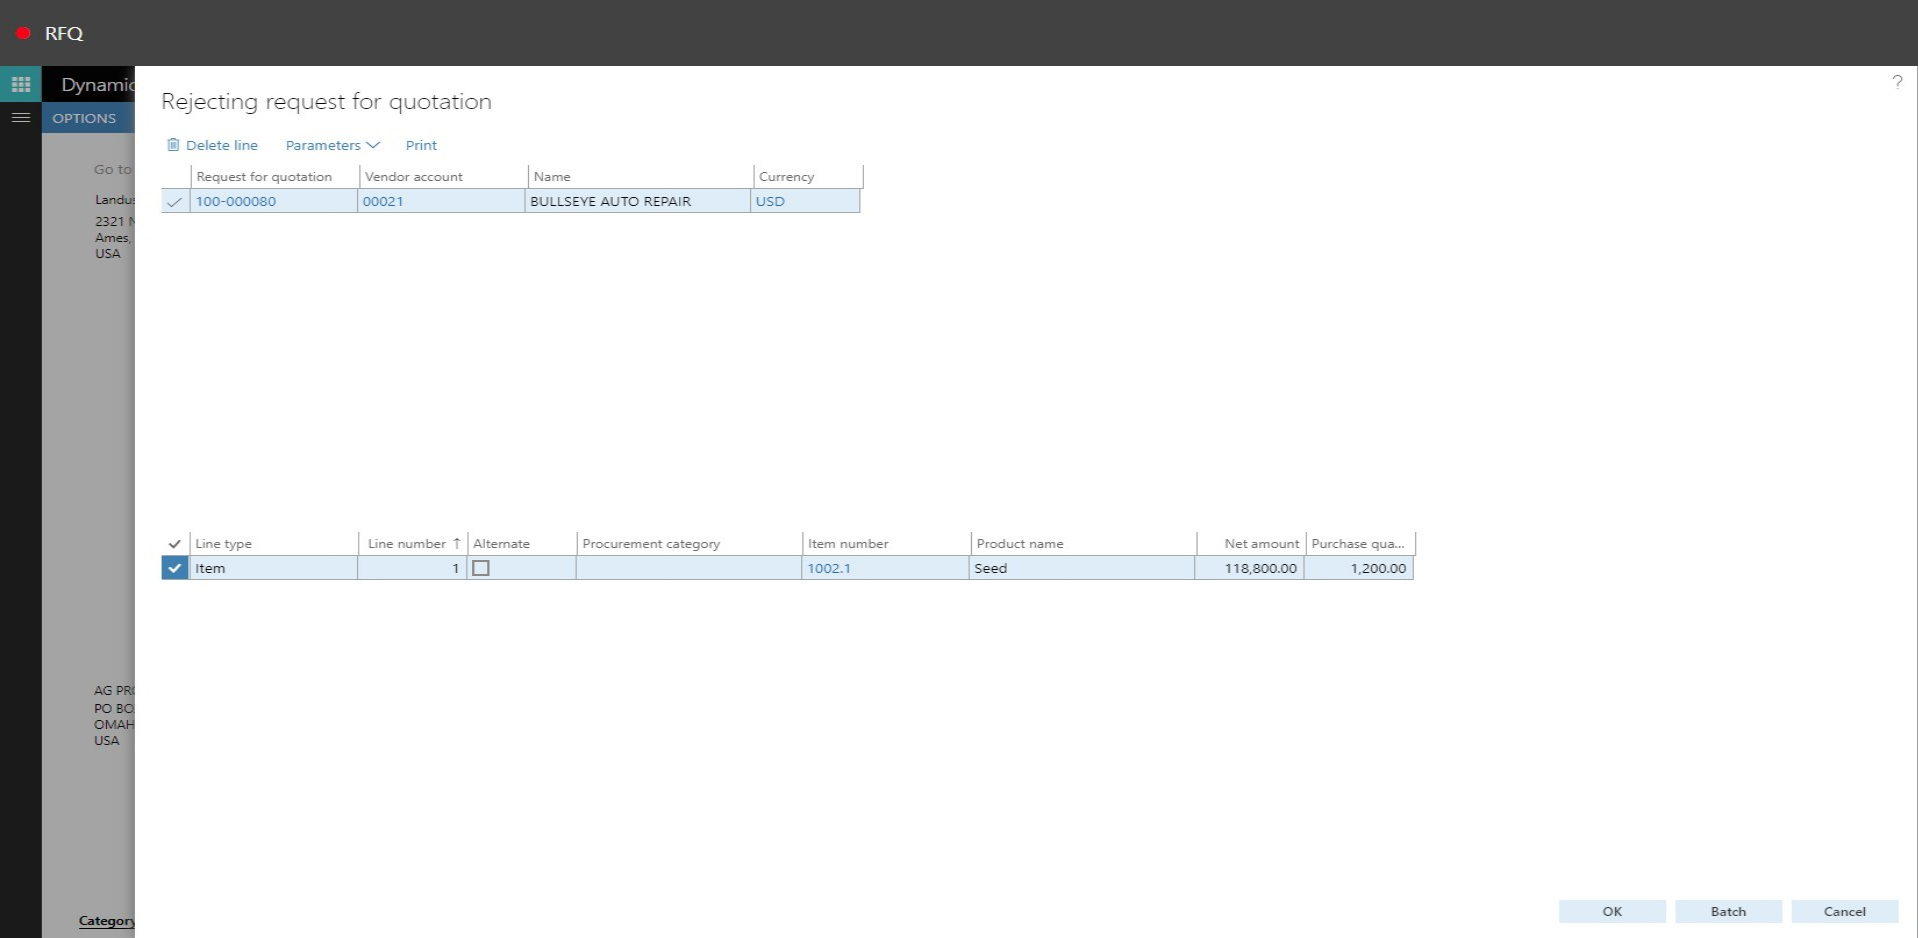 RFQ
Dynamic
OPTIONS
?
Rejecting request for quotation
Delete line Parameters Print
Request for quotation Vendor account Name Currency
100-000080 00021 BULLSEYE AUTO REPAIR USD
Go to
Landus
2321 N
Ames,
USA
Line type Line number ↑ Alternate Procurement category Item number Product name Net amount Purchase qua...
Item 1 1002.1 Seed 118,800.00 1,200.00
AG PRO
PO BO
OMAH
USA
Category
OK Batch Cancel